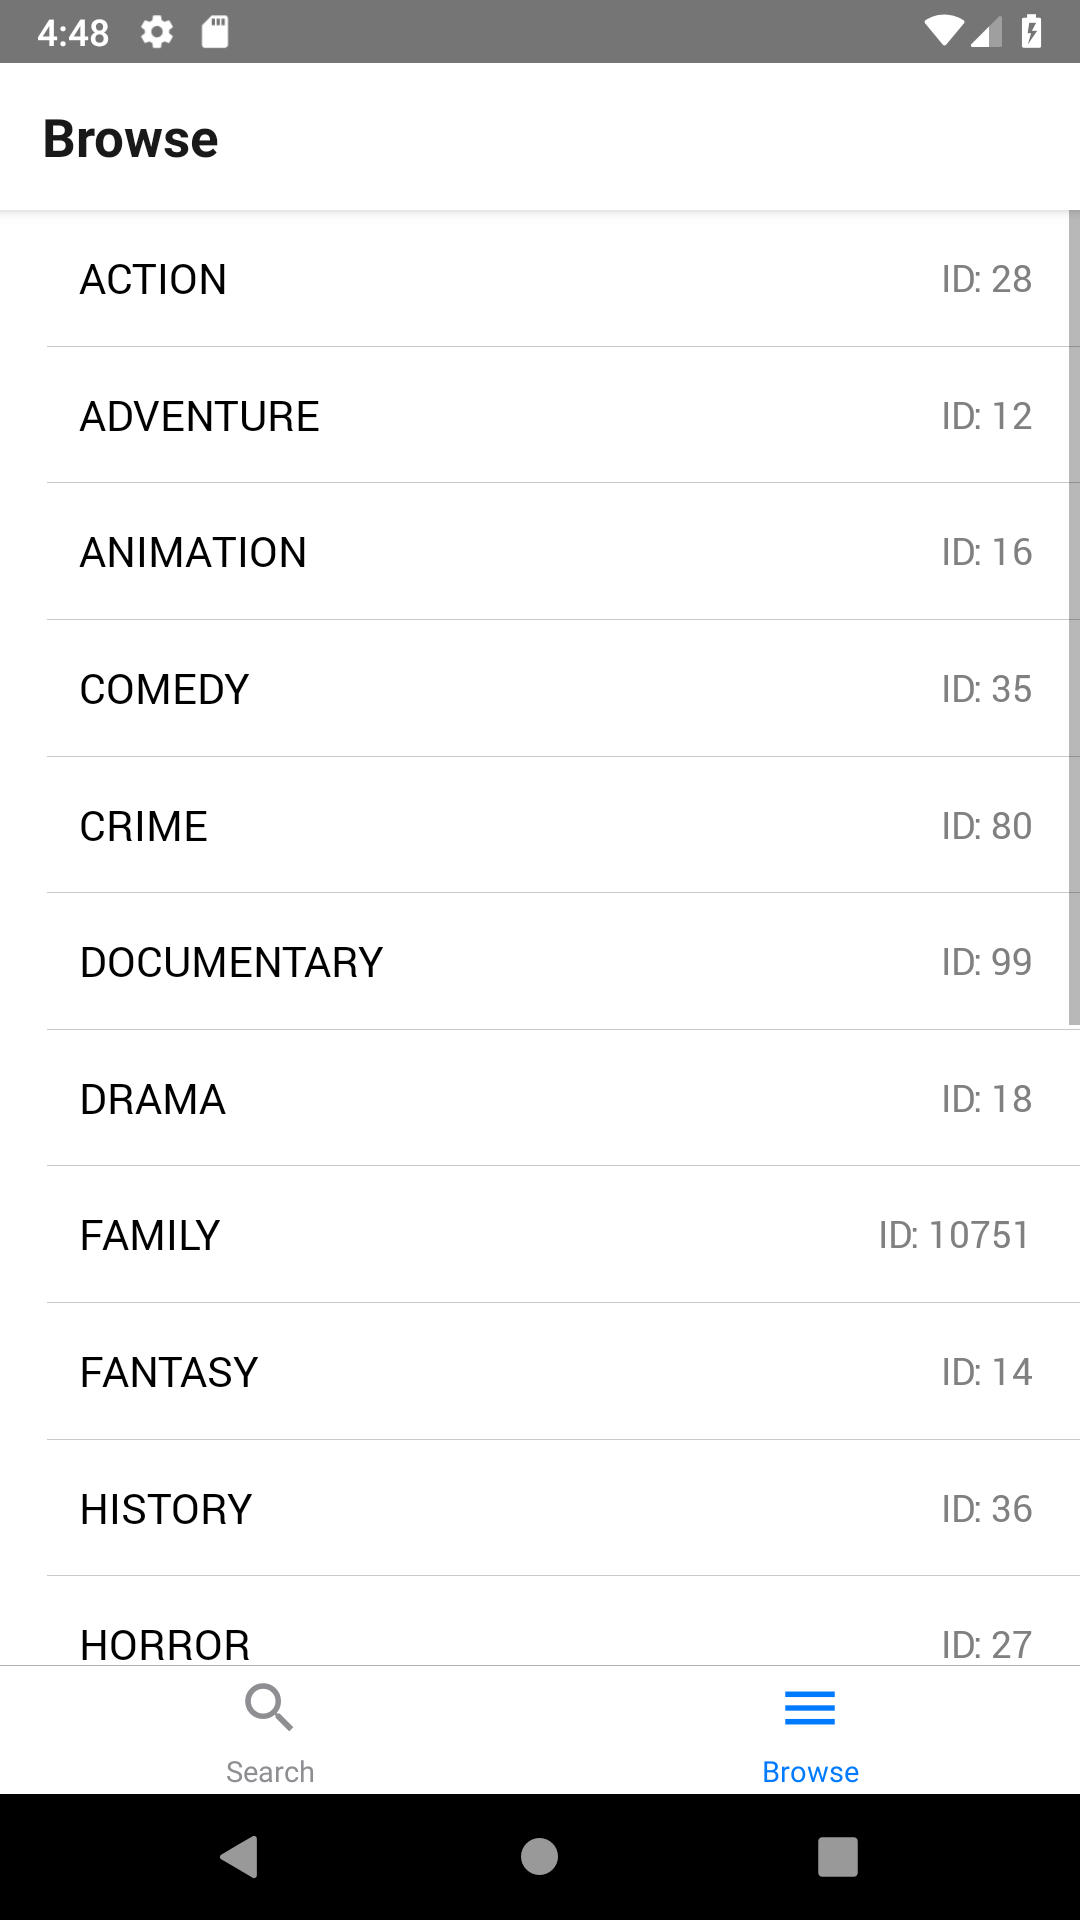 4:48
Browse
ACTION ID: 28
ADVENTURE ID: 12
ANIMATION ID: 16
COMEDY ID: 35
CRIME ID: 80
DOCUMENTARY ID: 99
DRAMA ID: 18
FAMILY ID: 10751
FANTASY ID: 14
HISTORY ID: 36
HORROR ID: 27
Search Browse